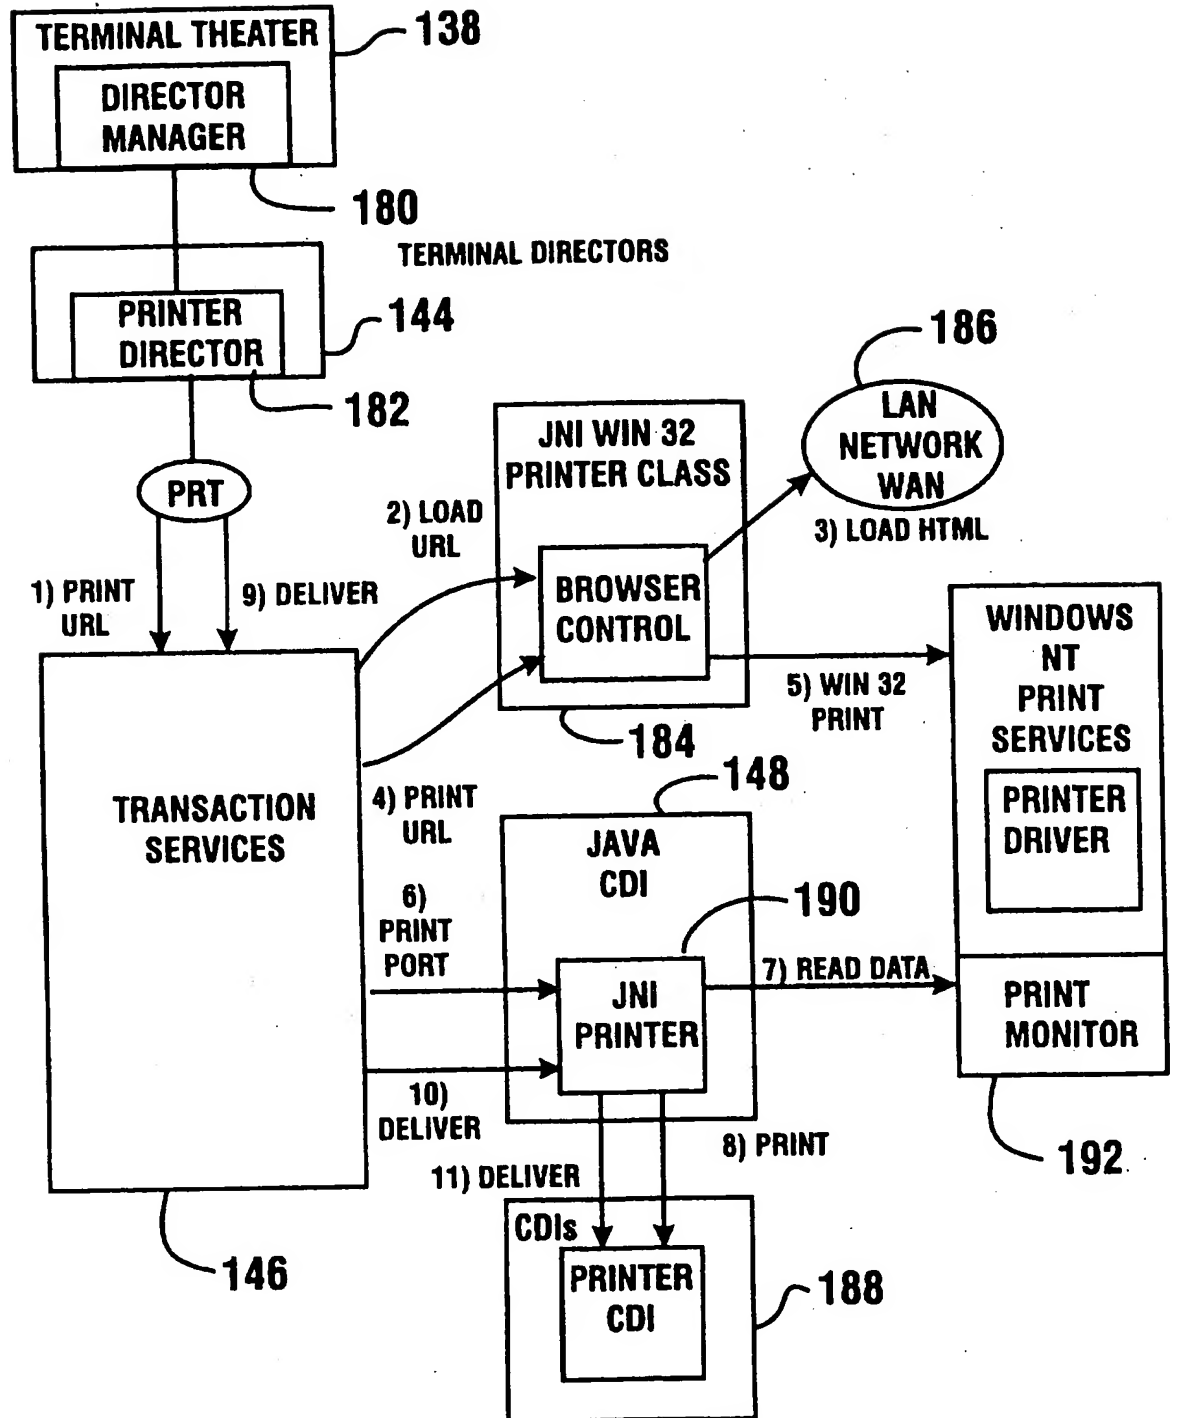 TERMINAL THEATER
138
DIRECTOR
MANAGER
180
TERMINAL DIRECTORS
PRINTER
DIRECTOR
144
182
186
LAN
NETWORK
WAN
JNI WIN 32
PRINTER CLASS
PRT
2) LOAD
URL
3) LOAD HTML
1) PRINT
URL
9) DELIVER
BROWSER
CONTROL
WINDOWS
NT
PRINT
SERVICES
5) WIN 32
PRINT
184
4) PRINT
URL
148
TRANSACTION
SERVICES
PRINTER
DRIVER
JAVA
CDI
190
6)
PRINT
PORT
7) READ DATA
JNI
PRINTER
PRINT
MONITOR
10)
DELIVER
8) PRINT
11) DELIVER
192
CDIs
PRINTER
CDI
146
188